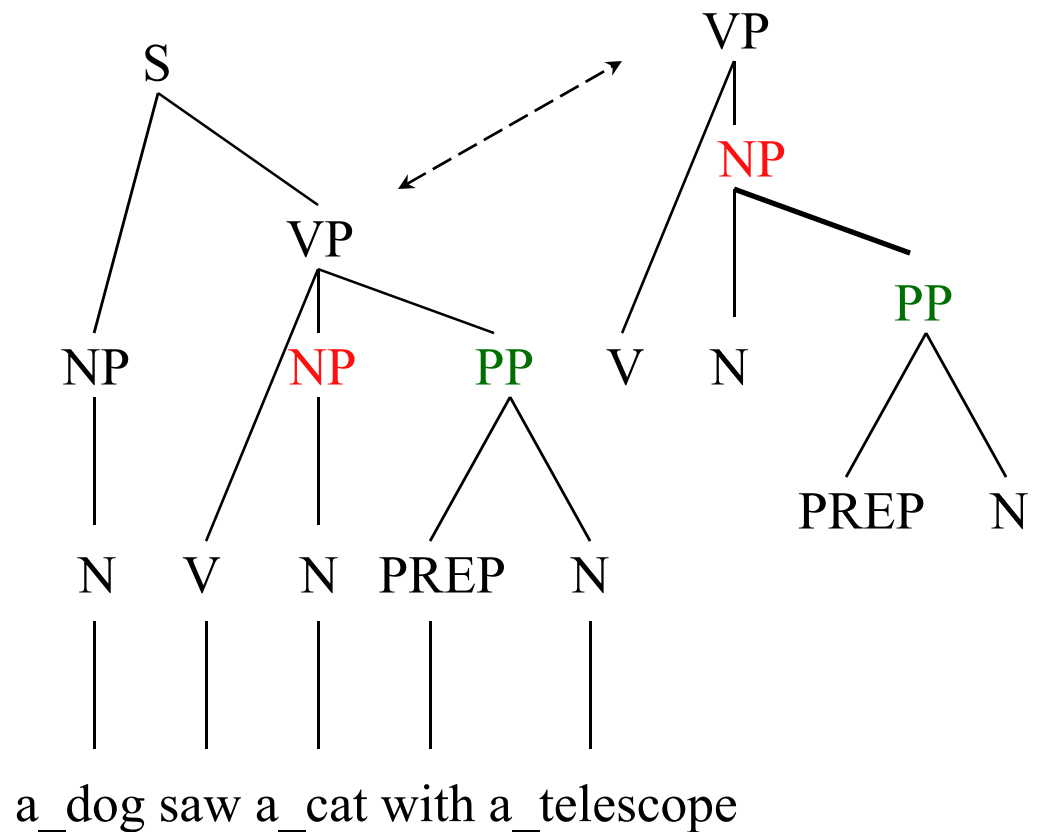 VP
S
NP
VP
PP
NP NP PP V N
PREP N
N V N PREP N
a_dog saw a_cat with a_telescope